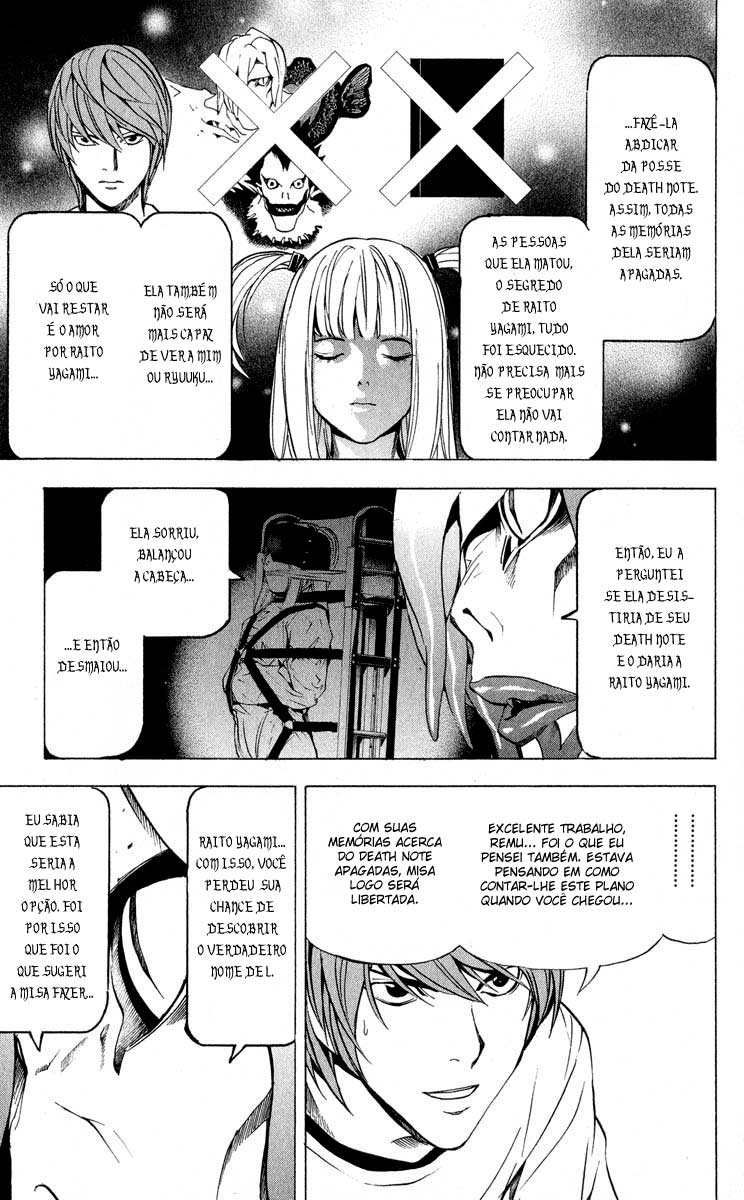 ...FAZÊ-LA
ABDICAR
DA POSSE
DO DEATH NOTE.
ASSIM, TODAS
AS MEMÓRIAS
DELA SERIAM
APAGADAS.
AS PESSOAS
QUE ELA MATOU,
O SEGREDO
DE RAITO
YAGAMI, TUDO
FOI ESQUECIDO.
NÃO PRECISA MAIS
SE PREOCUPAR
ELA NÃO VAI
CONTAR NADA.
ELA TAMBÉM
NÃO SERÁ
MAIS CAPAZ
DE VER A MIM
OU RYUUKU...
SÓ O QUE
VAI RESTAR
É O AMOR
POR RAITO
YAGAMI...
ENTÃO, EU A
PERGUNTEI
SE ELA DESIS-
TIRIA DE SEU
DEATH NOTE
E O DARIA A
RAITO YAGAMI.
ELA SORRIU,
BALANÇOU
A CABEÇA...
...E ENTÃO
DESMAIOU...
EXCELENTE TRABALHO,
REMU... FOI O QUE EU
PENSEI TAMBÉM. ESTAVA
PENSANDO EM COMO
CONTAR-LHE ESTE PLANO
QUANDO VOCÊ CHEGOU...
COM SUAS
MEMÓRIAS ACERCA
DO DEATH NOTE
APAGADAS, MISA
LOGO SERÁ
LIBERTADA.
RAITO YAGAMI...
COM ISSO, VOCÊ
PERDEU SUA
CHANCE DE
DESCOBRIR
O VERDADEIRO
NOME DE L.
EU SABIA
QUE ESTA
SERIA A
MELHOR
OPÇÃO. FOI
POR ISSO
QUE FOI O
QUE SUGERI
A MISA FAZER...